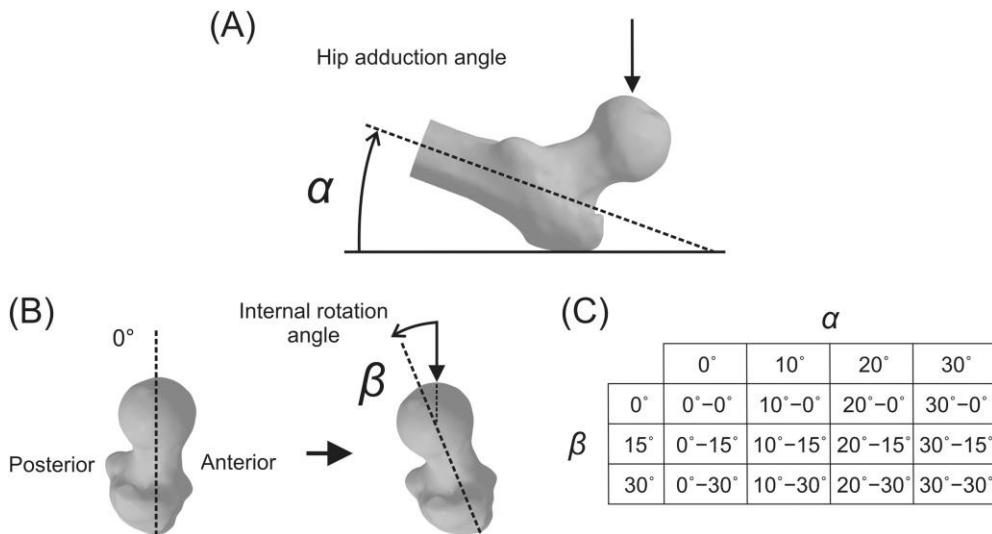 (A)
Hip adduction angle
α
(B)
0°
Posterior
Anterior
Internal rotation
angle
β
(C)
α
0° 10° 20° 30°
0° 0°−0° 10°−0° 20°−0° 30°−0°
β 15° 0°−15° 10°−15° 20°−15° 30°−15°
30° 0°−30° 10°−30° 20°−30° 30°−30°